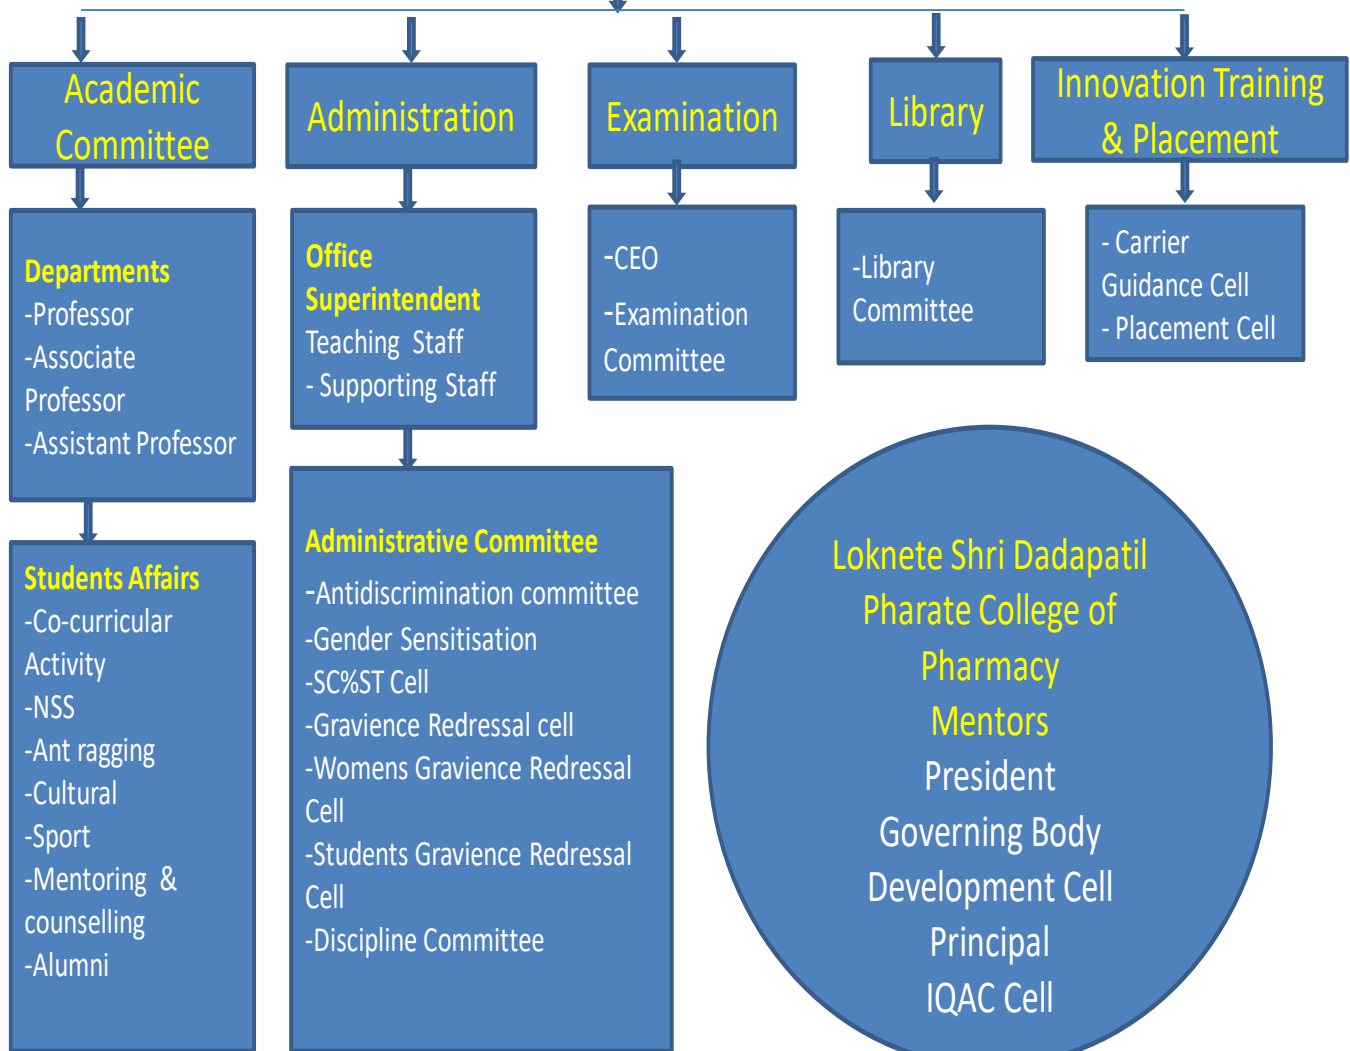 Academic
Committee
Administration
Examination
Library
Innovation Training
& Placement
Departments
-Professor
-Associate
Professor
-Assistant Professor
Office
Superintendent
Teaching Staff
- Supporting Staff
-CEO
-Examination
Committee
-Library
Committee
- Carrier
Guidance Cell
- Placement Cell
Students Affairs
-Co-curricular
Activity
-NSS
-Ant ragging
-Cultural
-Sport
-Mentoring &
counselling
-Alumni
Administrative Committee
-Antidiscrimination committee
-Gender Sensitisation
-SC%ST Cell
-Gravience Redressal cell
-Womens Gravience Redressal
Cell
-Students Gravience Redressal
Cell
-Discipline Committee
Loknete Shri Dadapatil
Pharate College of
Pharmacy
Mentors
President
Governing Body
Development Cell
Principal
IQAC Cell